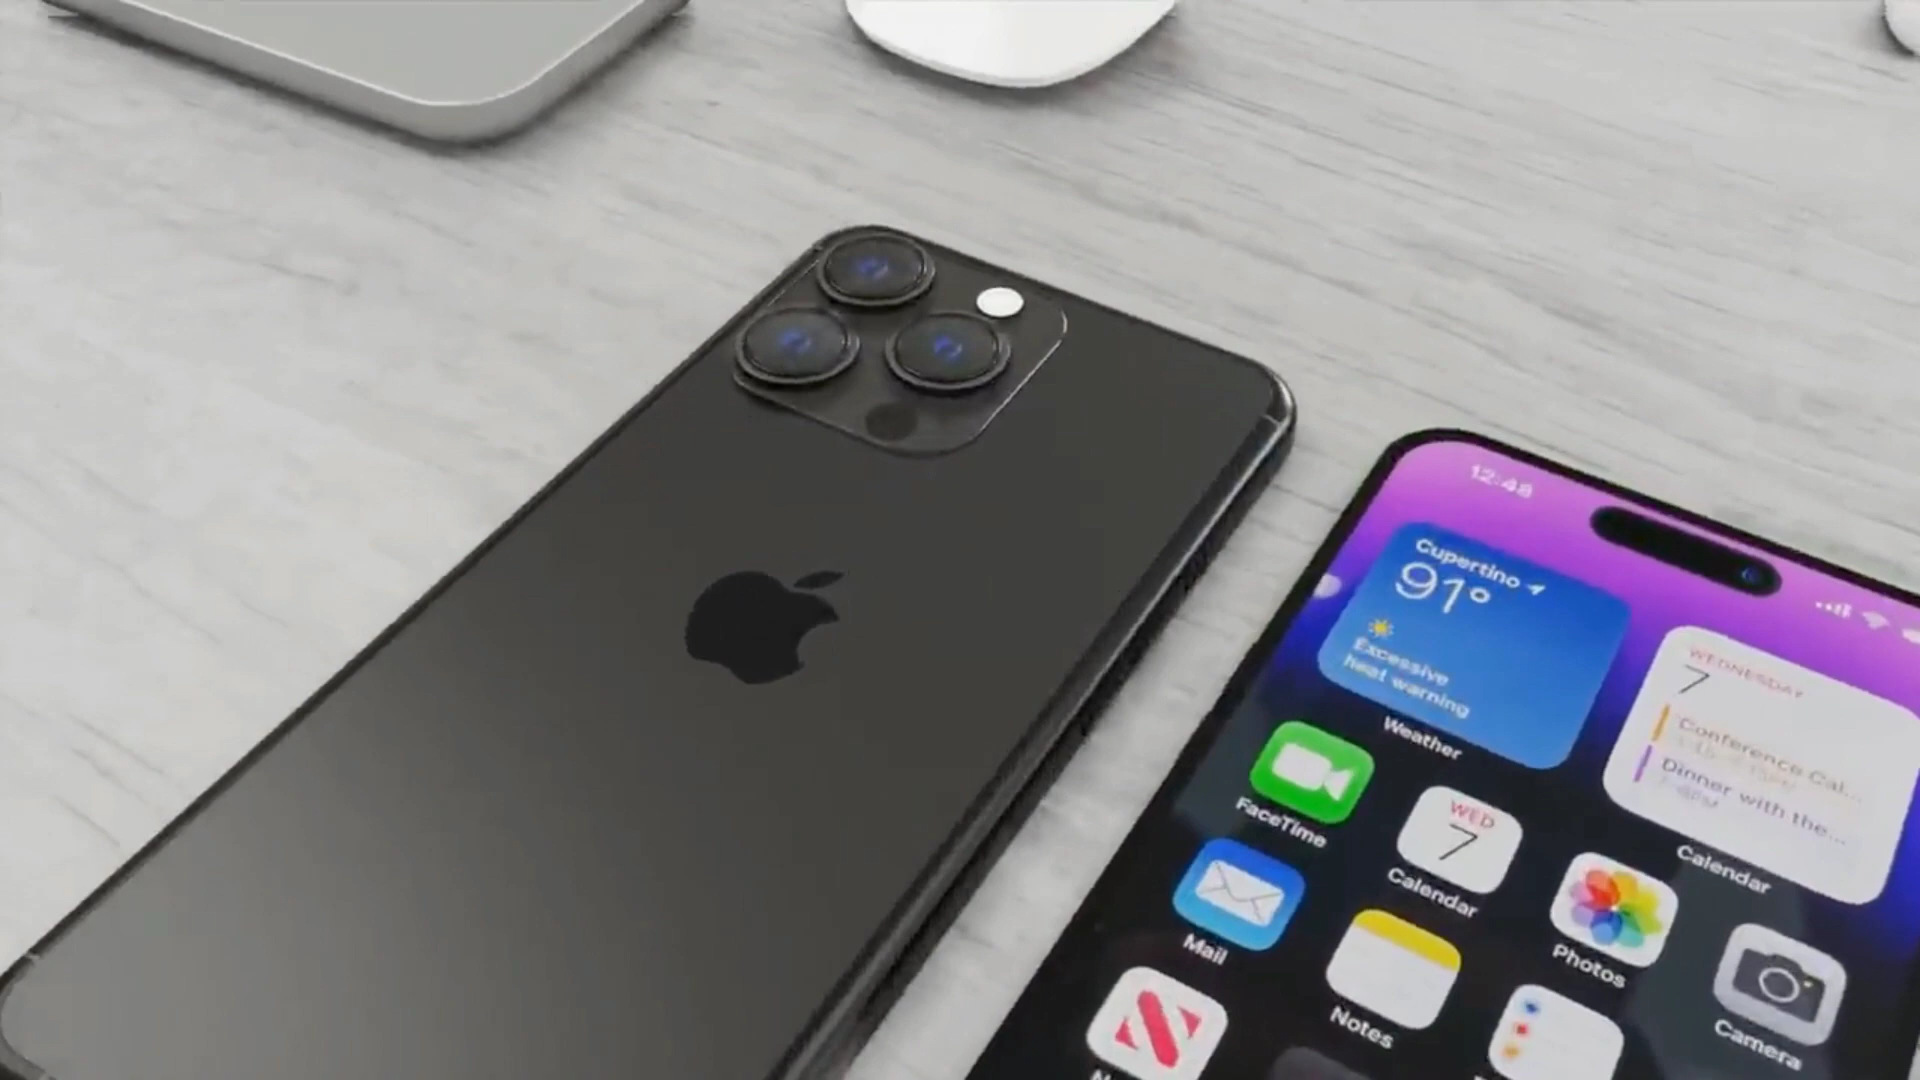 12:48
Cupertino
91°
Excessive
heat warning
Weather
WEDNESDAY
7
Conference Cal...
Dinner with the...
Calendar
FaceTime
WED
7
Calendar
Photos
Camera
Mail
Notes